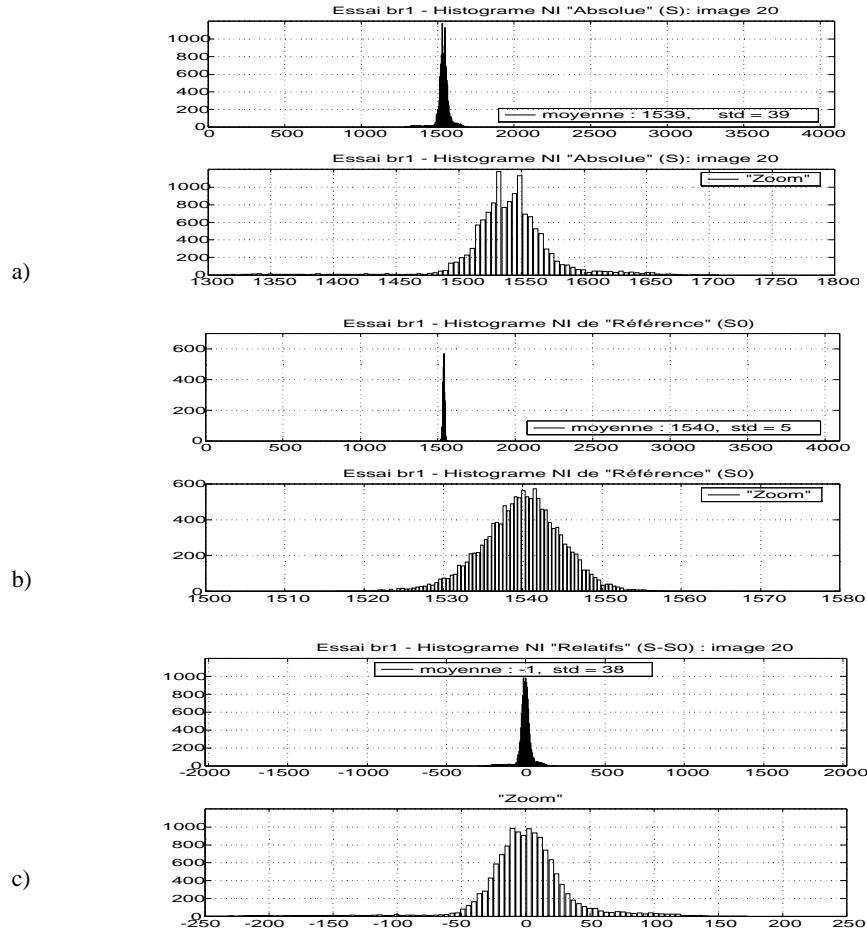 Essai br1 - Histograme NI "Absolue" (S): image 20
1000
800
600
400
200
0
moyenne : 1539, std = 39
0 500 1000 1500 2000 2500 3000 3500 4000
Essai br1 - Histograme NI "Absolue" (S): image 20
1000
800
600
400
200
0
"Zoom"
a)
1300 1350 1400 1450 1500 1550 1600 1650 1700 1750 1800
Essai br1 - Histograme NI de "Référence" (S0)
600
400
200
0
moyenne : 1540, std = 5
0 500 1000 1500 2000 2500 3000 3500 4000
Essai br1 - Histograme NI de "Référence" (S0)
600
400
200
0
"Zoom"
b)
1500 1510 1520 1530 1540 1550 1560 1570 1580
Essai br1 - Histograme NI "Relatifs" (S-S0) : image 20
moyenne : -1, std = 38
1000
800
600
400
200
0
-2000 -1500 -1000 -500 0 500 1000 1500 2000
"Zoom"
1000
800
600
400
200
0
c)
-250 -200 -150 -100 -50 0 50 100 150 200 250